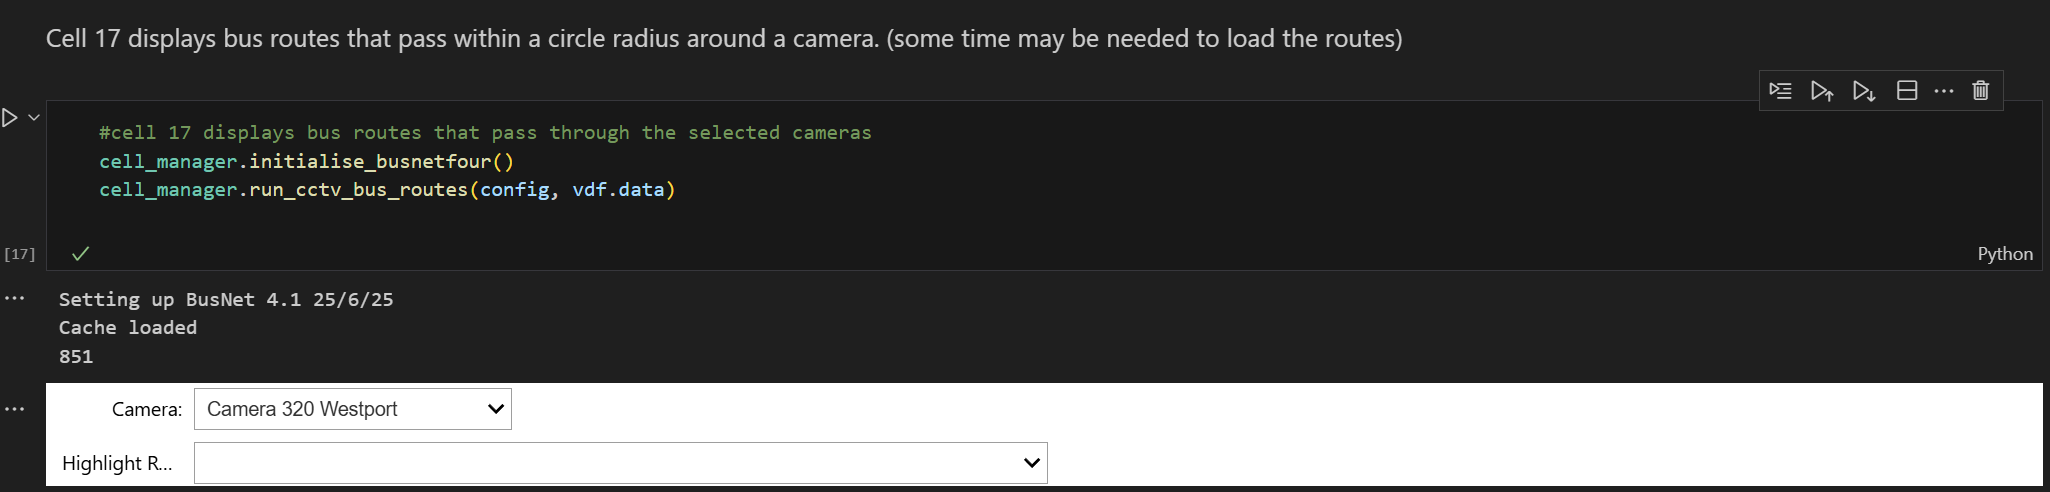 Cell 17 displays bus routes that pass within a circle radius around a camera. (some time may be needed to load the routes)
#cell 17 displays bus routes that pass through the selected cameras
cell_manager.initialise_busnetfour()
cell_manager.run_cctv_bus_routes(config, vdf.data)
[17]
Python
Setting up BusNet 4.1 25/6/25
Cache loaded
851
Camera: Camera 320 Westport
Highlight R...